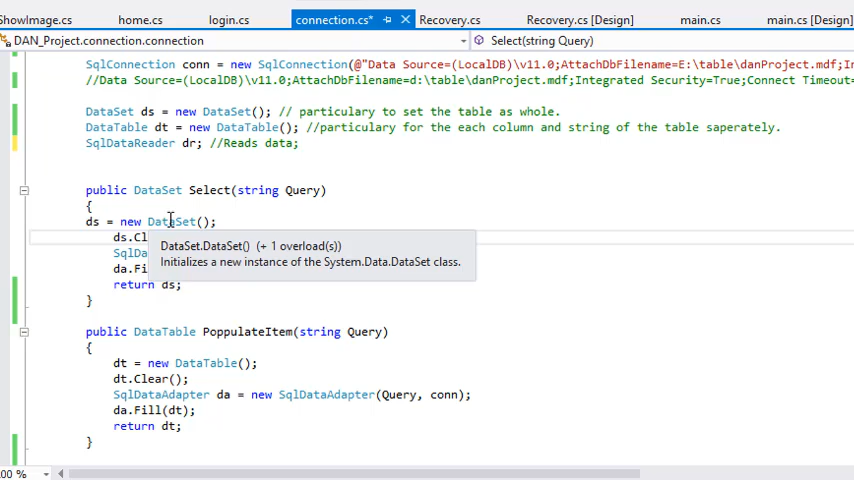 ShowImage.cs home.cs login.cs connection.cs* Recovery.cs Recovery.cs [Design] main.cs main.cs [Design]
DAN_Project.connection.connection Select(string Query)
SqlConnection conn = new SqlConnection(@"Data Source=(LocalDB)\v11.0;AttachDbFilename=E:\table\danProject.mdf;In
//Data Source=(LocalDB)\v11.0;AttachDbFilename=d:\table\danProject.mdf;Integrated Security=True;Connect Timeout=
DataSet ds = new DataSet(); // particulary to set the table as whole.
DataTable dt = new DataTable(); //particulary for the each column and string of the table saperately.
SqlDataReader dr; //Reads data;
public DataSet Select(string Query)
{
ds = new DataSet();
ds.Cl
DataSet.DataSet() (+ 1 overload(s))
SqlDa
Initializes a new instance of the System.Data.DataSet class.
da.Fi
return ds;
}
public DataTable PoppulateItem(string Query)
{
dt = new DataTable();
dt.Clear();
SqlDataAdapter da = new SqlDataAdapter(Query, conn);
da.Fill(dt);
return dt;
}
00 %